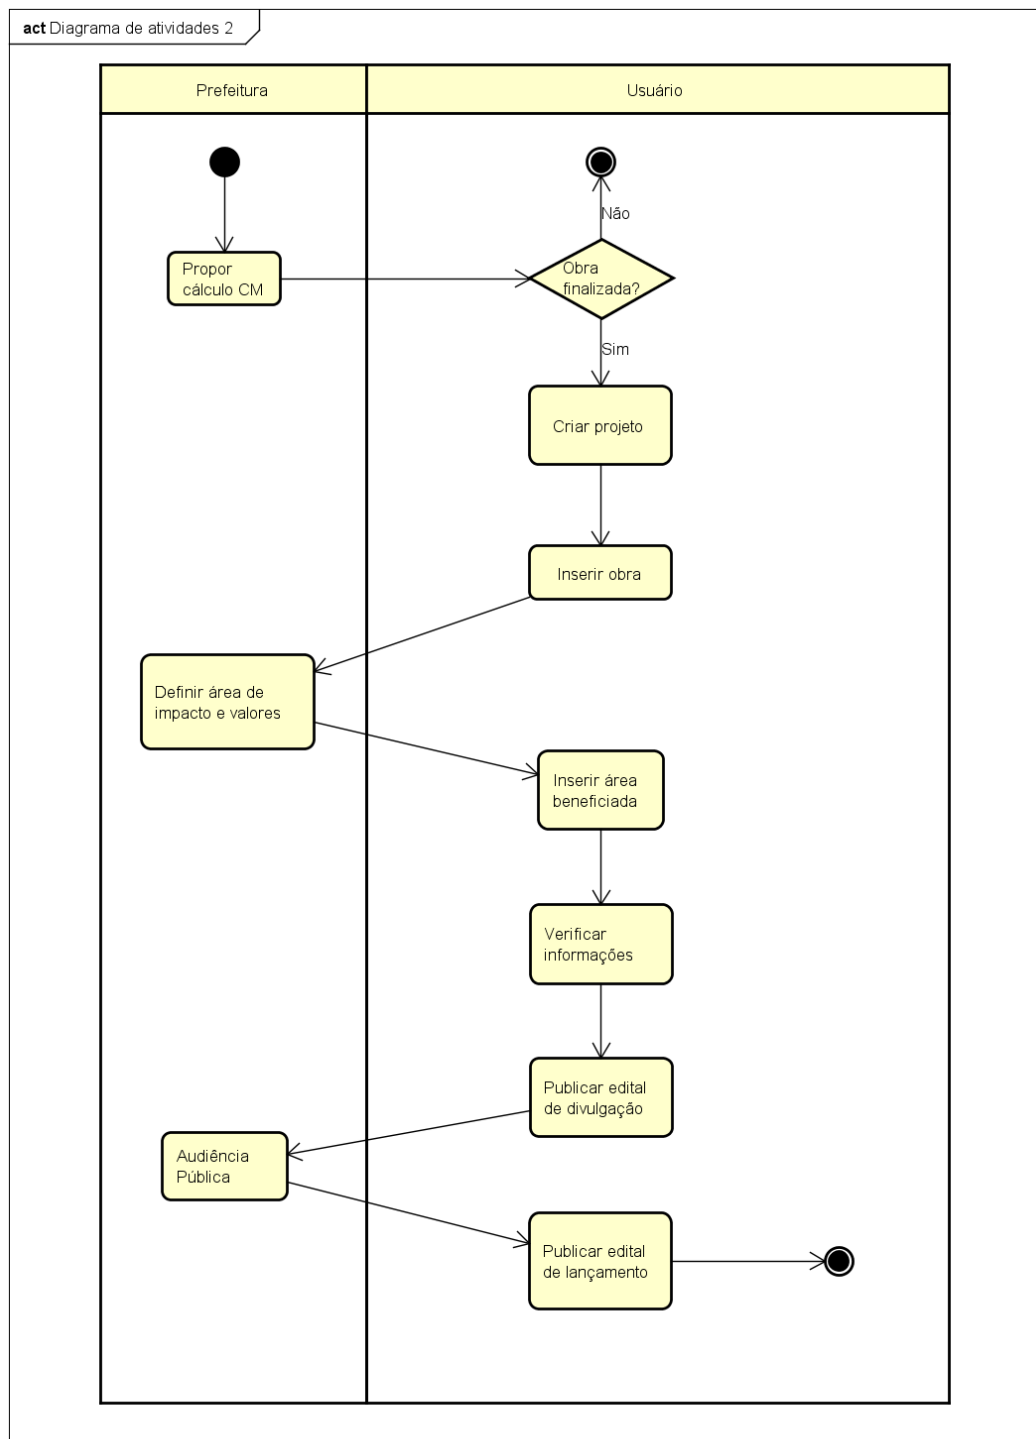 act Diagrama de atividades 2
Prefeitura
Usuário
Não
Propor
cálculo CM
Obra
finalizada?
Sim
Criar projeto
Inserir obra
Definir área de
impacto e valores
Inserir área
beneficiada
Verificar
informações
Publicar edital
de divulgação
Audiência
Pública
Publicar edital
de lançamento